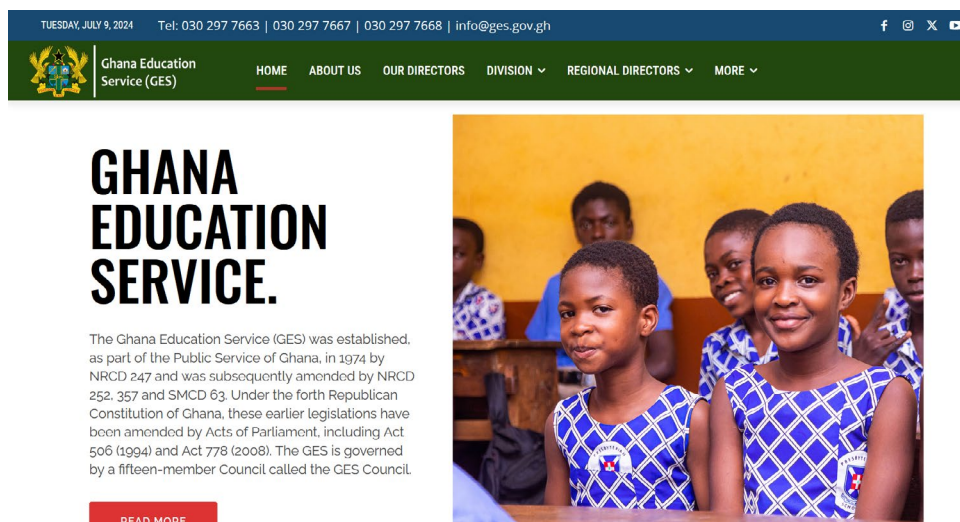 TUESDAY, JULY 9, 2024 Tel: 030 297 7663 | 030 297 7667 | 030 297 7668 | info@ges.gov.gh
Ghana Education
Service (GES)
HOME ABOUT US OUR DIRECTORS DIVISION REGIONAL DIRECTORS MORE
GHANA
EDUCATION
SERVICE.
The Ghana Education Service (GES) was established,
as part of the Public Service of Ghana, in 1974 by
NRCD 247 and was subsequently amended by NRCD
252, 357 and SMCD 63. Under the forth Republican
Constitution of Ghana, these earlier legislations have
been amended by Acts of Parliament, including Act
506 (1994) and Act 778 (2008). The GES is governed
by a fifteen-member Council called the GES Council.
READ MORE